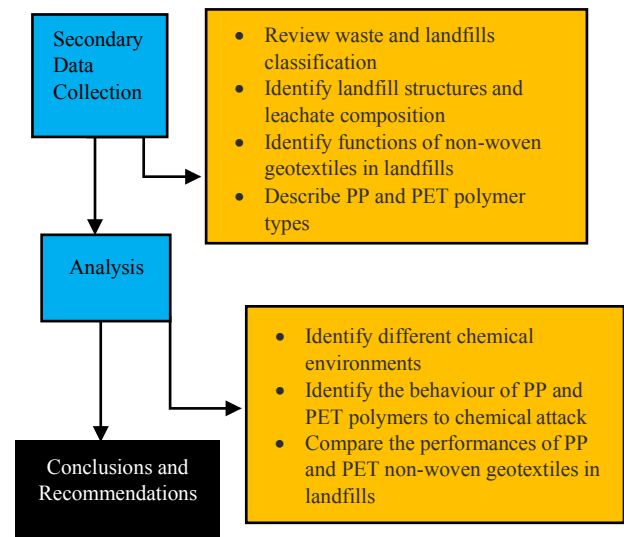 Secondary
Data
Collection
• Review waste and landfills
classification
• Identify landfill structures and
leachate composition
• Identify functions of non-woven
geotextiles in landfills
• Describe PP and PET polymer
types
Analysis
• Identify different chemical
environments
• Identify the behaviour of PP and
PET polymers to chemical attack
• Compare the performances of PP
and PET non-woven geotextiles in
landfills
Conclusions and
Recommendations